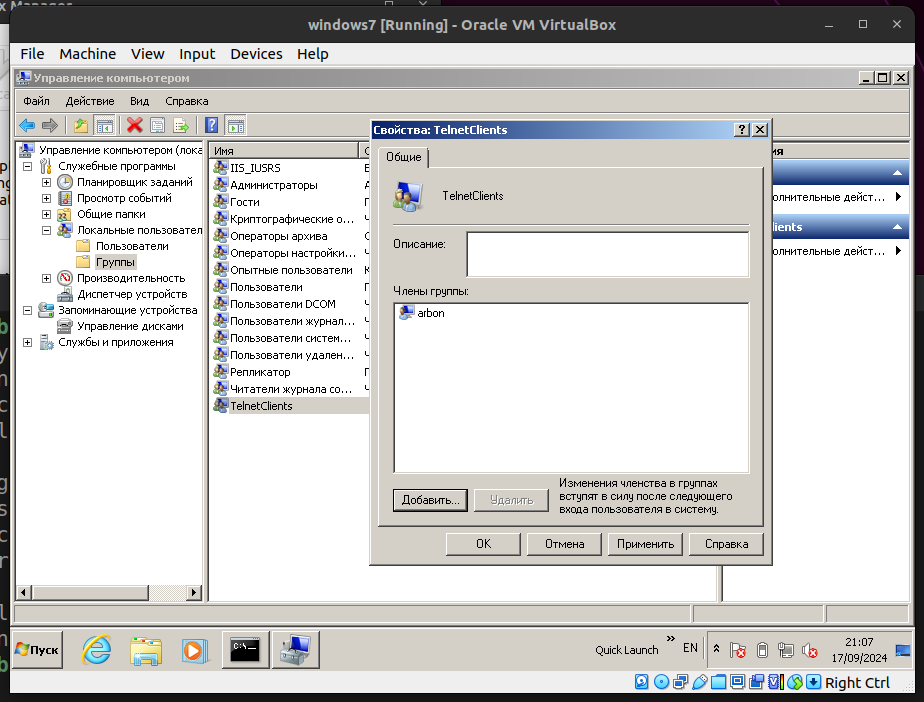 windows7 [Running] - Oracle VM VirtualBox
File Machine View Input Devices Help
Управление компьютером
Файл Действие Вид Справка
Управление компьютером (лока
Служебные программы
Планировщик заданий
Просмотр событий
Общие папки
Локальные пользовател
Пользователи
Группы
Производительность
Диспетчер устройств
Запоминающие устройства
Управление дисками
Службы и приложения
Имя
IIS_IUSRS
Администраторы
Гости
Криптографические о...
Операторы архива
Операторы настройки...
Опытные пользователи
Пользователи
Пользователи DCOM
Пользователи журнал...
Пользователи систем...
Пользователи удален...
Репликатор
Читатели журнала со...
TelnetClients
Свойства: TelnetClients
Общие
TelnetClients
Описание:
Члены группы:
arbon
Добавить...
Удалить
Изменения членства в группах
вступят в силу после следующего
входа пользователя в систему.
OK Отмена Применить Справка
ия
олнительные дейст...
lients
олнительные дейст...
Пуск
Quick Launch
EN
21:07
17/09/2024
Right Ctrl